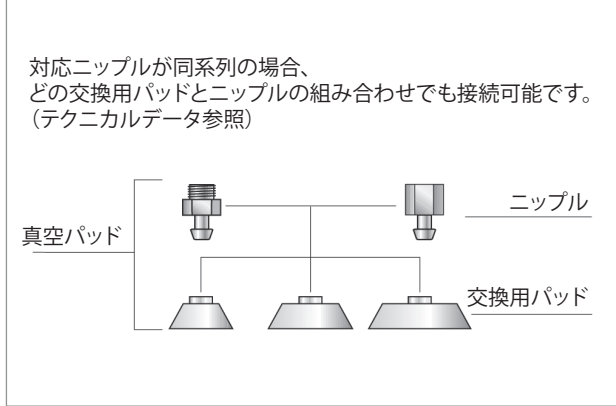 対応ニップルが同系列の場合、
どの交換用パッドとニップルの組み合わせでも接続可能です。
（テクニカルデータ参照）
ニップル
真空パッド
交換用パッド